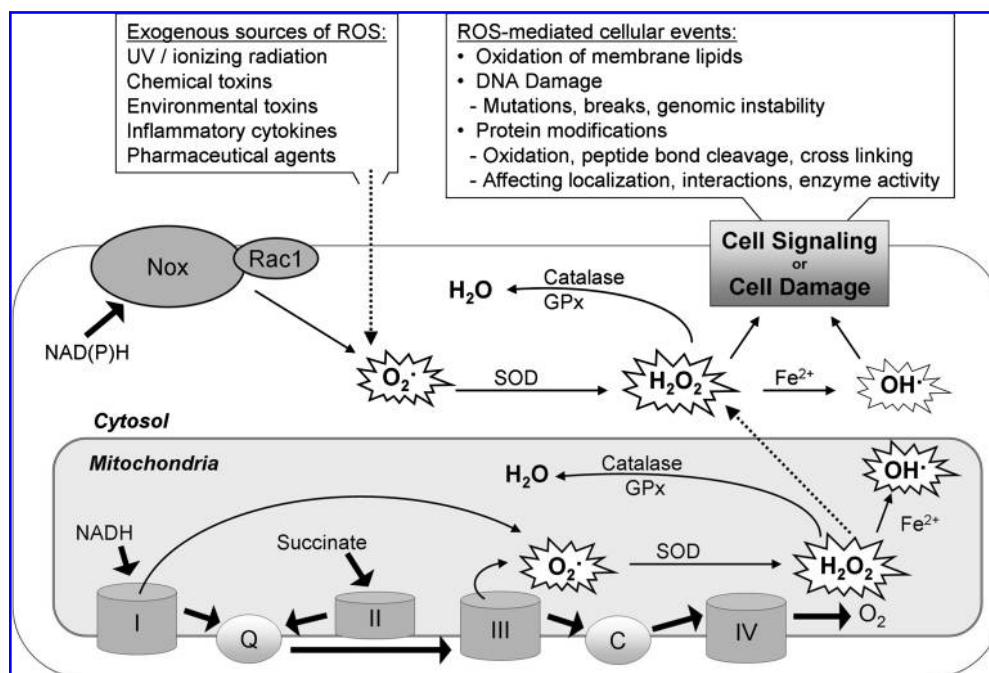 Exogenous sources of ROS:
UV / ionizing radiation
Chemical toxins
Environmental toxins
Inflammatory cytokines
Pharmaceutical agents
ROS-mediated cellular events:
• Oxidation of membrane lipids
• DNA Damage
- Mutations, breaks, genomic instability
• Protein modifications
- Oxidation, peptide bond cleavage, cross linking
- Affecting localization, interactions, enzyme activity
Cell Signaling
or
Cell Damage
Nox
Rac1
NAD(P)H
H₂O
Catalase
GPx
O₂˙
SOD
H₂O₂
Fe²⁺
OH˙
Cytosol
Mitochondria
H₂O
Catalase
GPx
OH˙
Fe²⁺
NADH
Succinate
O₂˙
SOD
H₂O₂
O₂
I
Q
II
III
C
IV